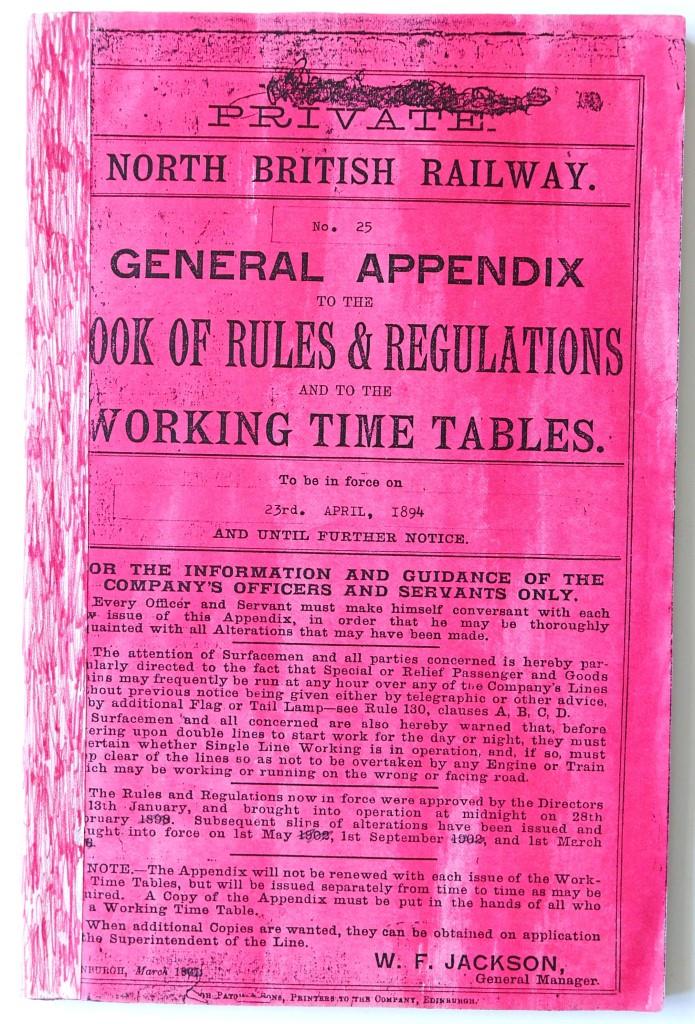 PRIVATE.
NORTH BRITISH RAILWAY.
No. 25
GENERAL APPENDIX
TO THE
OOK OF RULES & REGULATIONS
AND TO THE
WORKING TIME TABLES.
To be in force on
23rd. APRIL, 1894
AND UNTIL FURTHER NOTICE.
OR THE INFORMATION AND GUIDANCE OF THE
COMPANY'S OFFICERS AND SERVANTS ONLY.
Every Officer and Servant must make himself conversant with each
w issue of this Appendix, in order that he may be thoroughly
uainted with all Alterations that may have been made.
The attention of Surfacemen and all parties concerned is hereby par-
ularly directed to the fact that Special or Relief Passenger and Goods
ains may frequently be run at any hour over any of the Company's Lines
hout previous notice being given either by telegraphic or other advice,
by additional Flag or Tail Lamp—see Rule 130, clauses A, B, C, D.
Surfacemen and all concerned are also hereby warned that, before
ering upon double lines to start work for the day or night, they must
ertain whether Single Line Working is in operation, and, if so, must
p clear of the lines so as not to be overtaken by any Engine or Train
ich may be working or running on the wrong or facing road.
The Rules and Regulations now in force were approved by the Directors
13th January, and brought into operation at midnight on 28th
bruary 1898. Subsequent slips of alterations have been issued and
ught into force on 1st May 1902, 1st September 1902, and 1st March
NOTE.—The Appendix will not be renewed with each issue of the Work-
Time Tables, but will be issued separately from time to time as may be
uired. A Copy of the Appendix must be put in the hands of all who
a Working Time Table.
When additional Copies are wanted, they can be obtained on application
the Superintendent of the Line.
W. F. JACKSON,
General Manager.
NBURGH, March
& SONS, PRINTERS TO THE COMPANY, EDINBURGH.